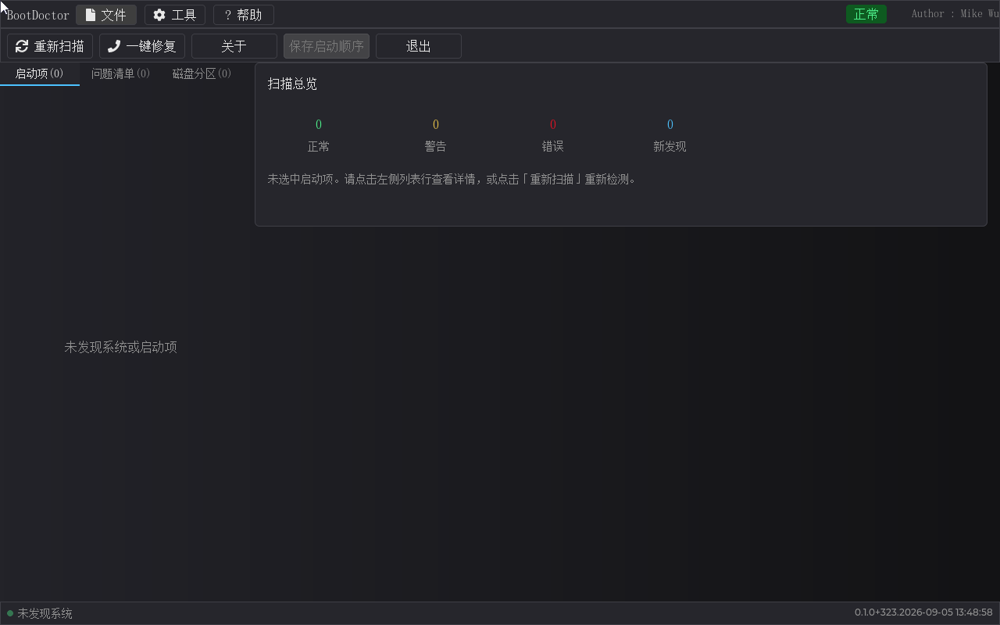 BootDoctor 文件 工具 ? 帮助 正常 Author : Mike Wu
重新扫描 一键修复 关于 保存启动顺序 退出
启动项(0) 问题清单(0) 磁盘分区(0)
扫描总览
0 0 0 0
正常 警告 错误 新发现
未选中启动项。请点击左侧列表行查看详情，或点击「重新扫描」重新检测。
未发现系统或启动项
未发现系统 0.1.0+323.2026-09-05 13:48:58